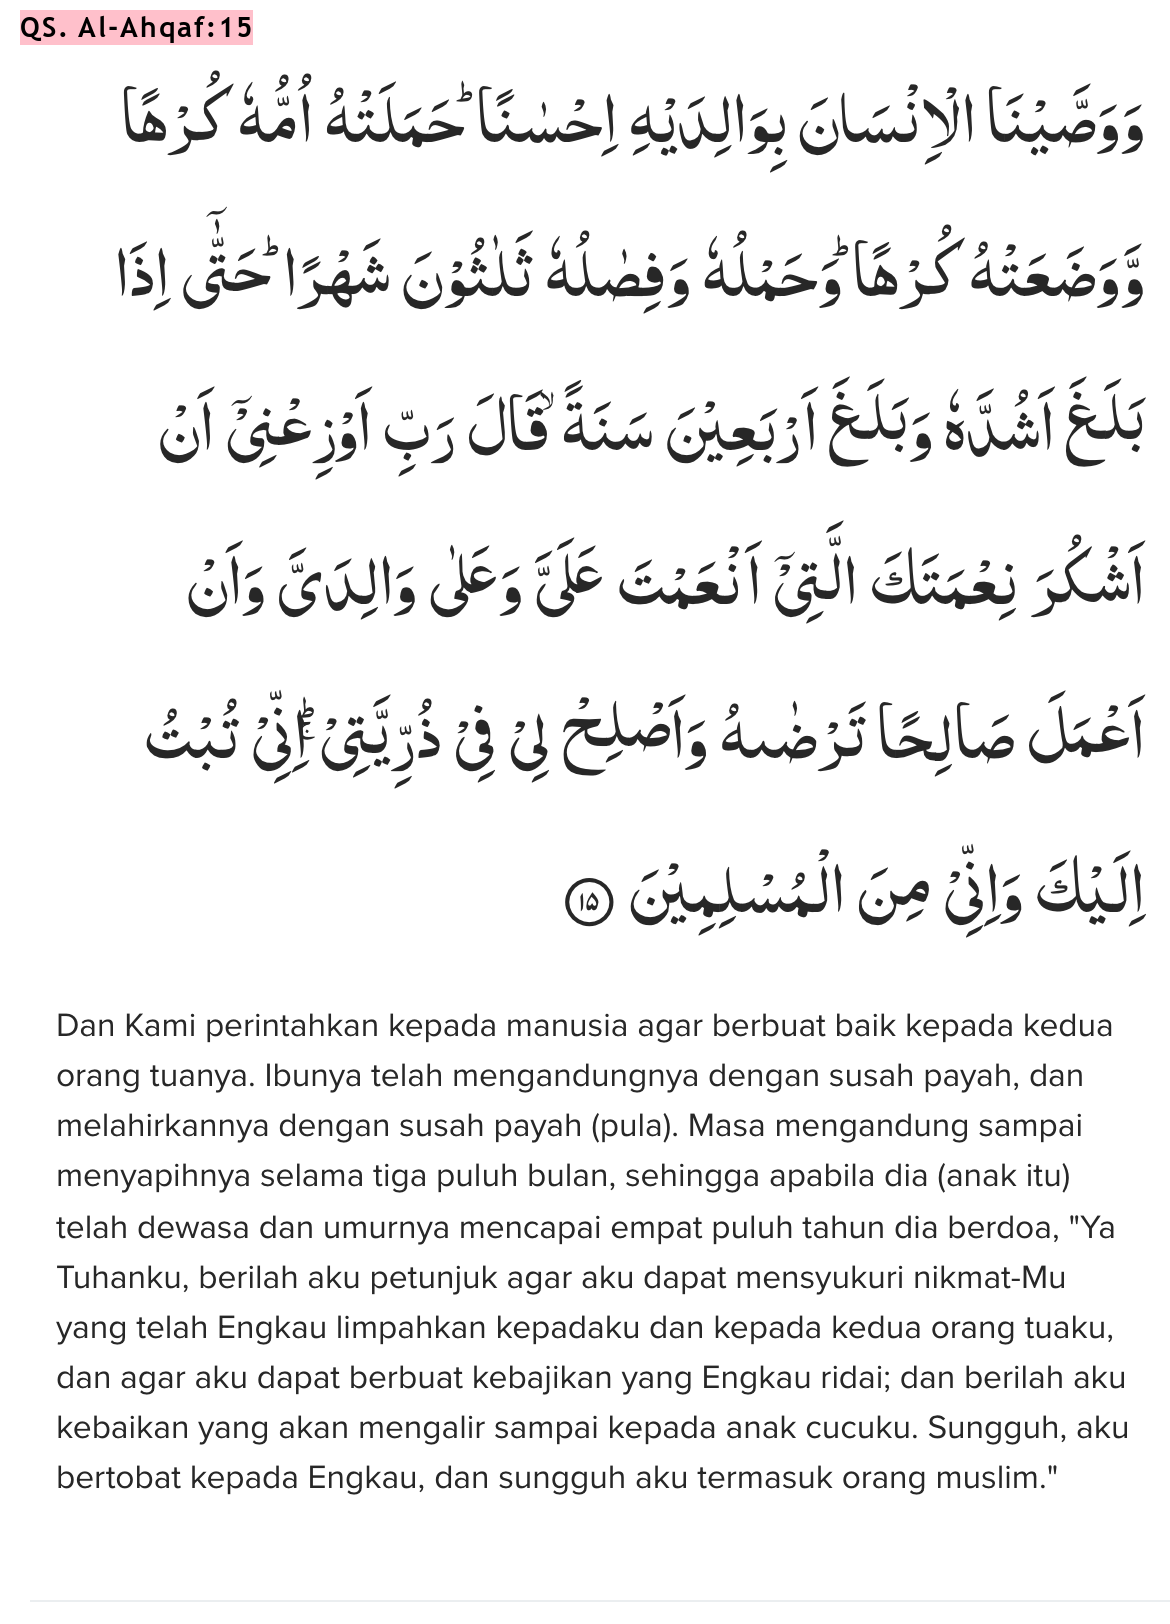 QS. Al-Ahqaf:15
وَوَصَّيْنَا الْاِنْسَانَ بِوَالِدَيْهِ اِحْسٰنًا ۗحَمَلَتْهُ اُمُّهٗ كُرْهًا
وَّوَضَعَتْهُ كُرْهًا ۗوَحَمْلُهٗ وَفِصٰلُهٗ ثَلٰثُوْنَ شَهْرًا ۗحَتّٰٓى اِذَا
بَلَغَ اَشُدَّهٗ وَبَلَغَ اَرْبَعِيْنَ سَنَةً ۙقَالَ رَبِّ اَوْزِعْنِيْٓ اَنْ
اَشْكُرَ نِعْمَتَكَ الَّتِيْٓ اَنْعَمْتَ عَلَيَّ وَعَلٰى وَالِدَيَّ وَاَنْ
اَعْمَلَ صَالِحًا تَرْضٰىهُ وَاَصْلِحْ لِيْ فِيْ ذُرِّيَّتِيْۗ اِنِّيْ تُبْتُ
اِلَيْكَ وَاِنِّيْ مِنَ الْمُسْلِمِيْنَ ۝١٥
Dan Kami perintahkan kepada manusia agar berbuat baik kepada kedua
orang tuanya. Ibunya telah mengandungnya dengan susah payah, dan
melahirkannya dengan susah payah (pula). Masa mengandung sampai
menyapihnya selama tiga puluh bulan, sehingga apabila dia (anak itu)
telah dewasa dan umurnya mencapai empat puluh tahun dia berdoa, "Ya
Tuhanku, berilah aku petunjuk agar aku dapat mensyukuri nikmat-Mu
yang telah Engkau limpahkan kepadaku dan kepada kedua orang tuaku,
dan agar aku dapat berbuat kebajikan yang Engkau ridai; dan berilah aku
kebaikan yang akan mengalir sampai kepada anak cucuku. Sungguh, aku
bertobat kepada Engkau, dan sungguh aku termasuk orang muslim."